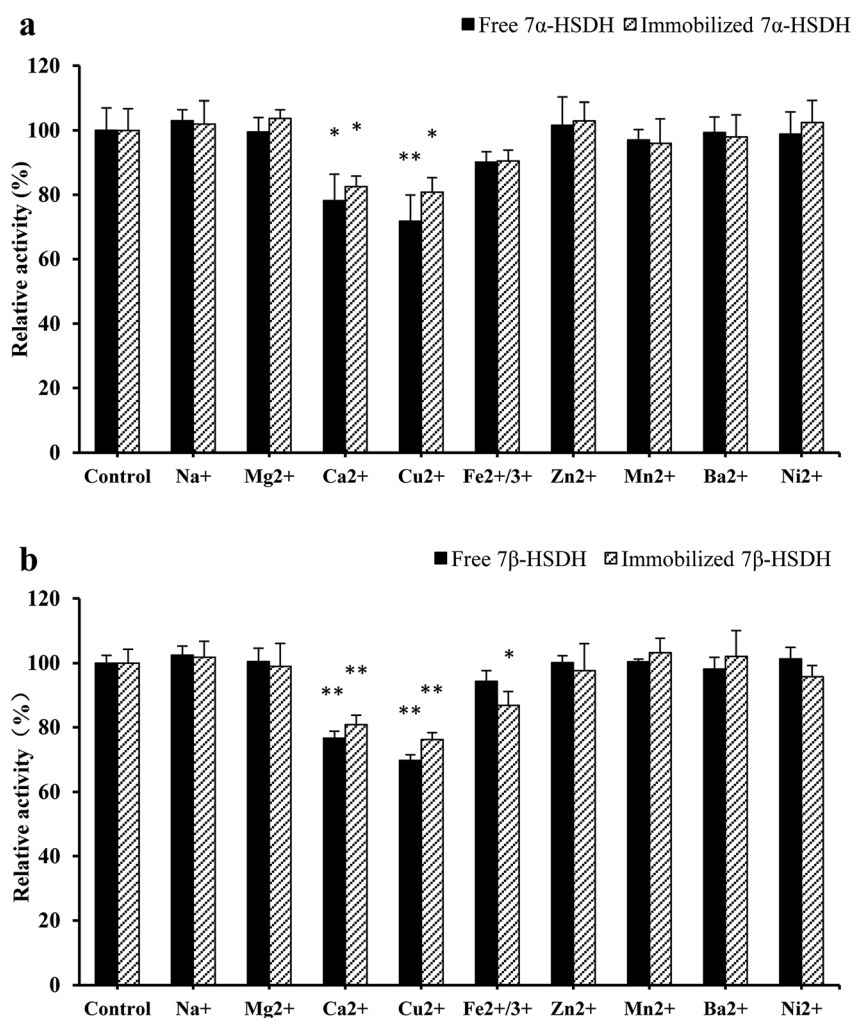 a
Free 7α-HSDH Immobilized 7α-HSDH
120
100
80
60
40
20
0
Relative activity (%)
* *
** *
Control Na+ Mg2+ Ca2+ Cu2+ Fe2+/3+ Zn2+ Mn2+ Ba2+ Ni2+
b
Free 7β-HSDH Immobilized 7β-HSDH
120
100
80
60
40
20
0
Relative activity（%）
** **
** **
*
Control Na+ Mg2+ Ca2+ Cu2+ Fe2+/3+ Zn2+ Mn2+ Ba2+ Ni2+